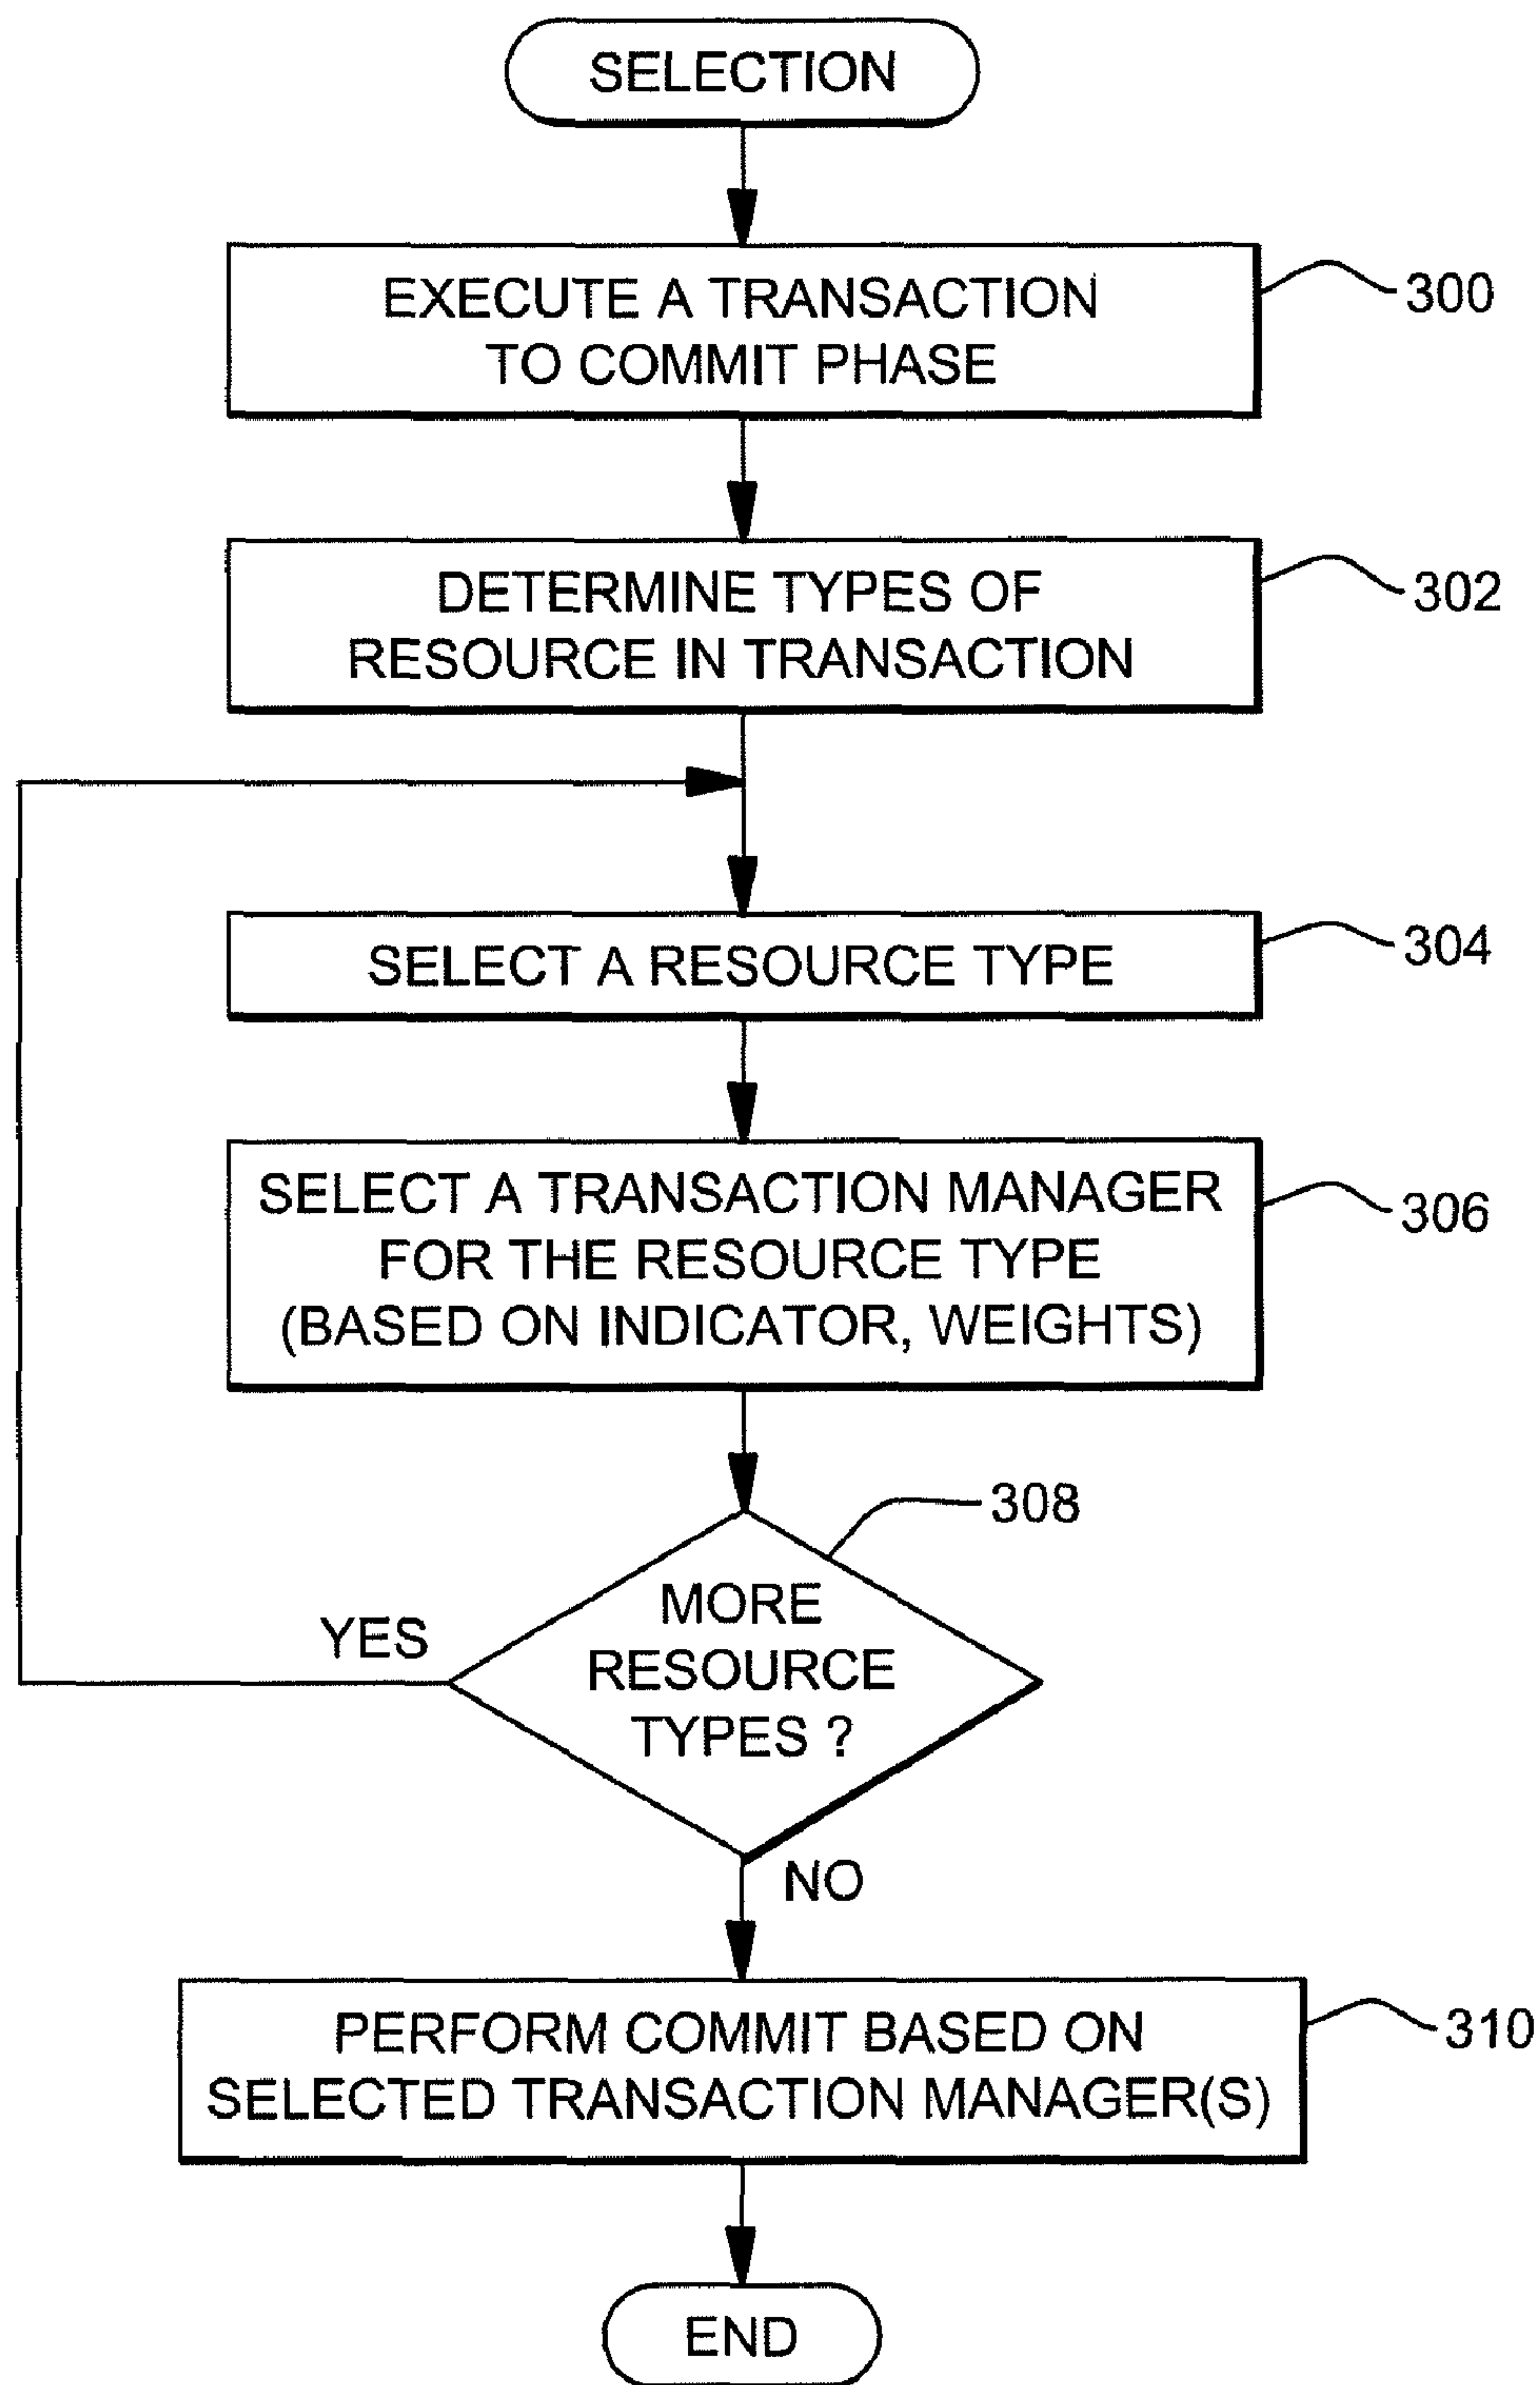 SELECTION
EXECUTE A TRANSACTION
TO COMMIT PHASE
300
DETERMINE TYPES OF
RESOURCE IN TRANSACTION
302
SELECT A RESOURCE TYPE
304
SELECT A TRANSACTION MANAGER
FOR THE RESOURCE TYPE
(BASED ON INDICATOR, WEIGHTS)
306
308
MORE
RESOURCE
TYPES ?
YES
NO
PERFORM COMMIT BASED ON
SELECTED TRANSACTION MANAGER(S)
310
END